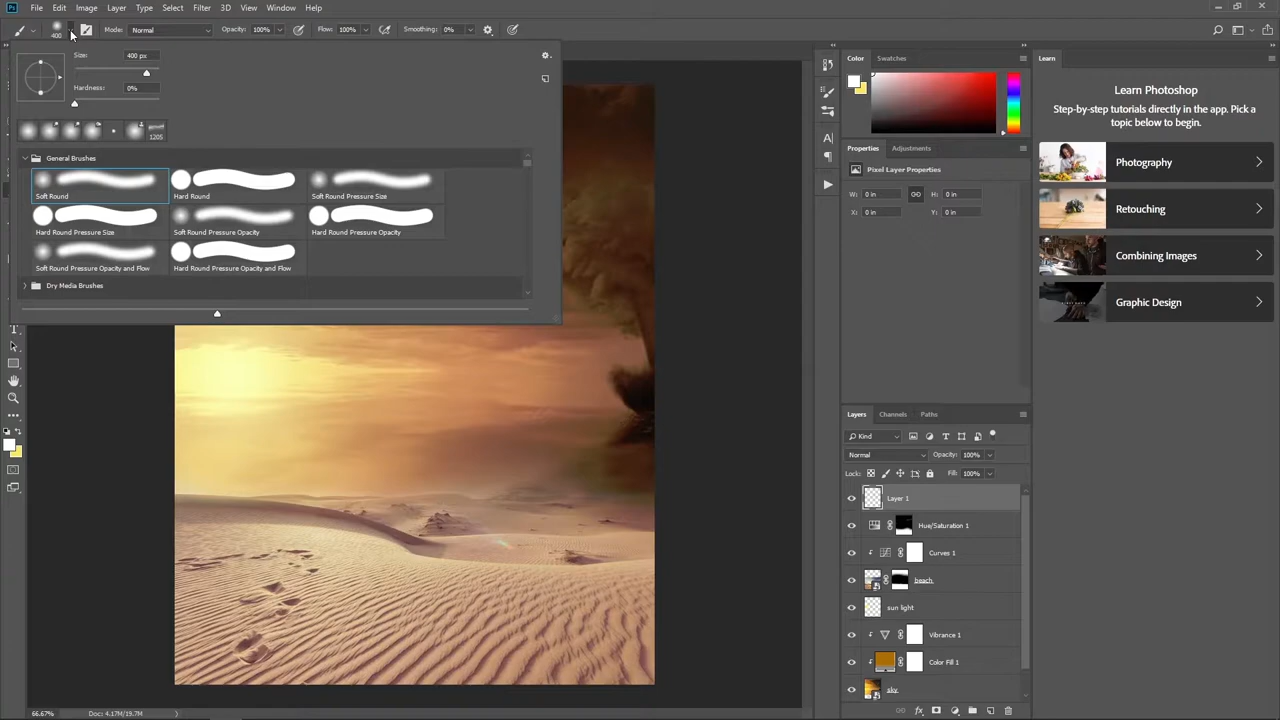 Ps File Edit Image Layer Type Select Filter 3D View Window Help
400 Mode: Normal Opacity: 100% Flow: 100% Smoothing: 0%
Size: 400 px
Hardness: 0%
1205
General Brushes
Soft Round Hard Round Soft Round Pressure Size
Hard Round Pressure Size Soft Round Pressure Opacity Hard Round Pressure Opacity
Soft Round Pressure Opacity and Flow Hard Round Pressure Opacity and Flow
Dry Media Brushes
Color Swatches
Properties Adjustments
Pixel Layer Properties
W: 0 in H: 0 in
X: 0 in Y: 0 in
Layers Channels Paths
Kind
Normal Opacity: 100%
Lock: Fill: 100%
Layer 1
Hue/Saturation 1
Curves 1
beach
sun light
Vibrance 1
Color Fill 1
sky
Learn
Learn Photoshop
Step-by-step tutorials directly in the app. Pick a
topic below to begin.
Photography
Retouching
Combining Images
Graphic Design
66.67% Doc: 4.17M/19.7M